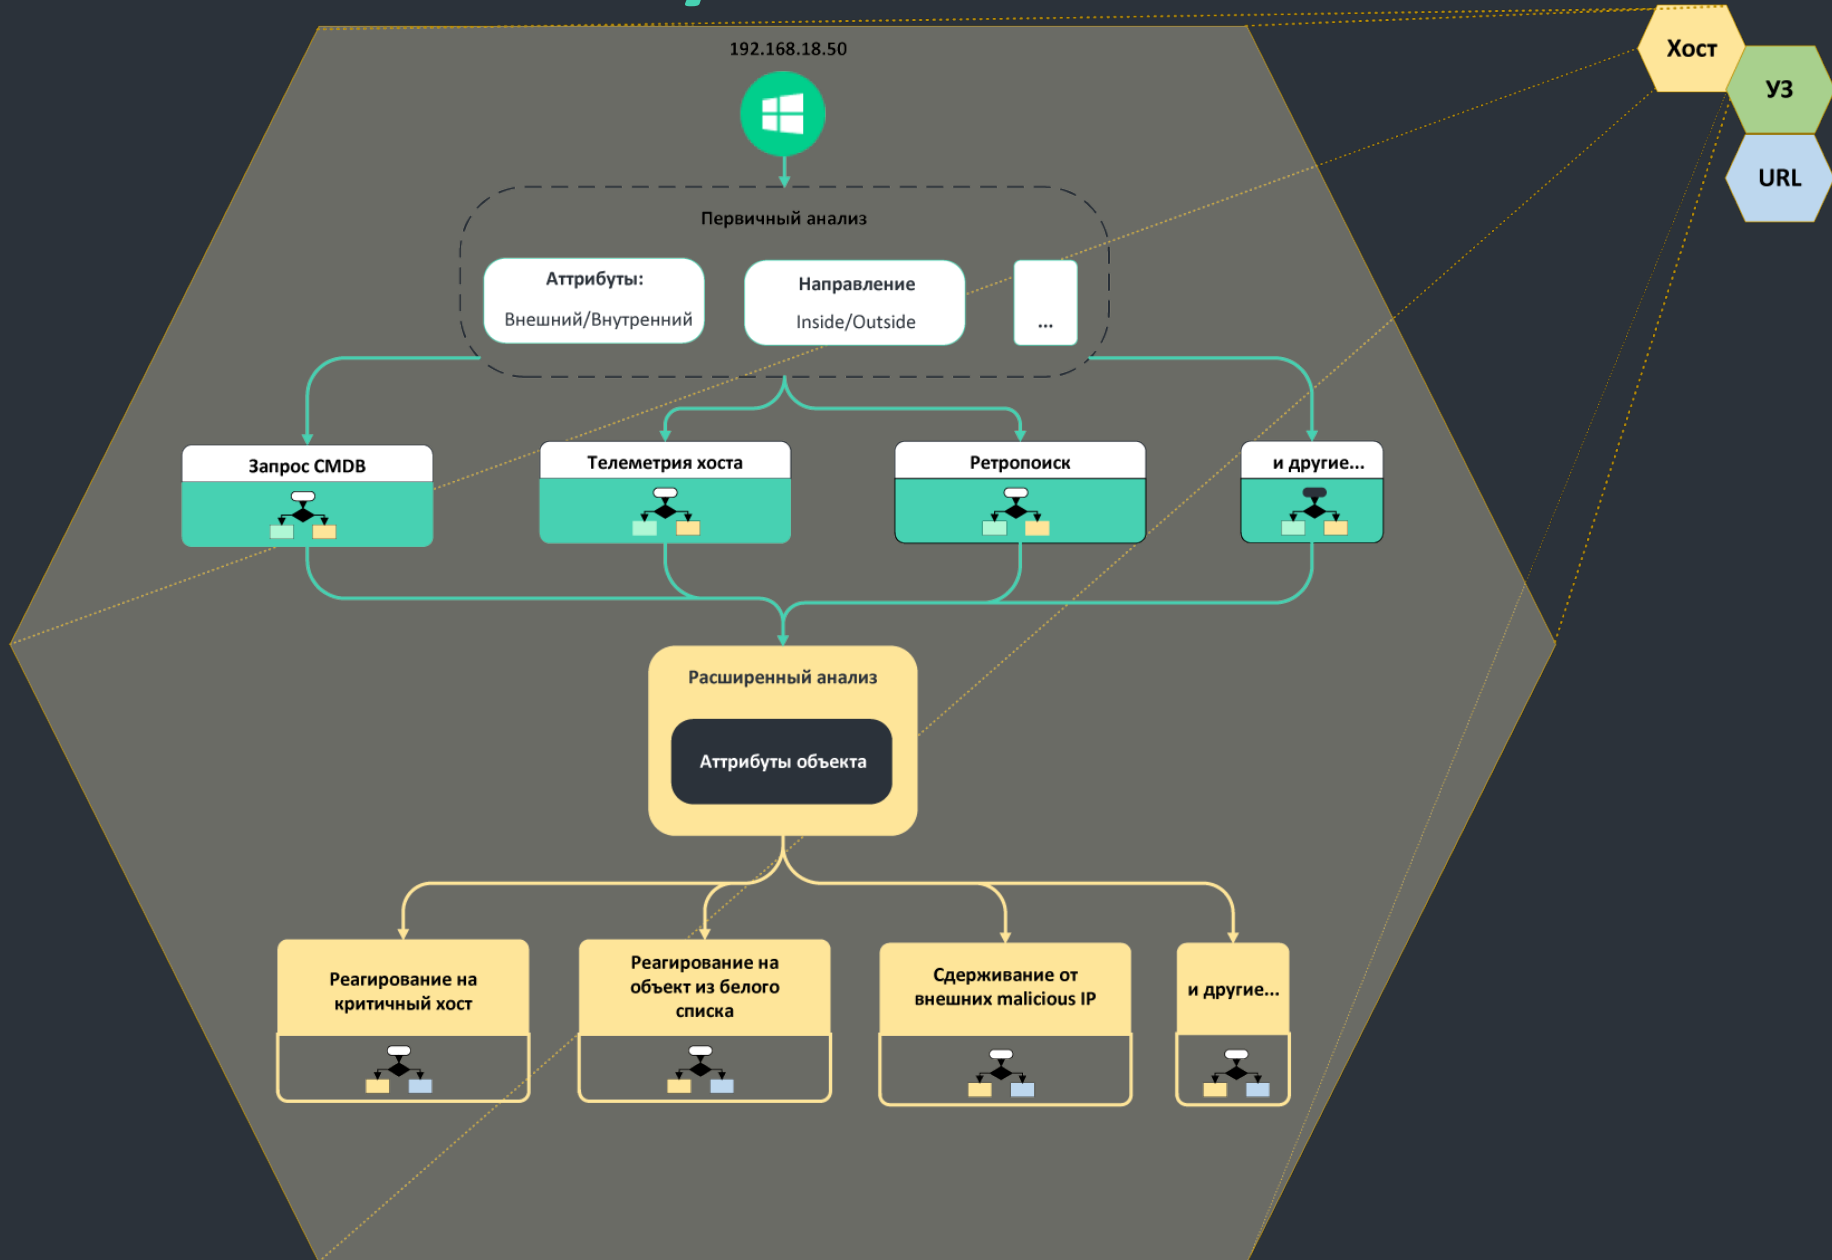 192.168.18.50
Хост
УЗ
URL
Первичный анализ
Аттрибуты:
Внешний/Внутренний
Направление
Inside/Outside
...
Запрос CMDB
Телеметрия хоста
Ретропоиск
и другие...
Расширенный анализ
Аттрибуты объекта
Реагирование на
критичный хост
Реагирование на
объект из белого
списка
Сдерживание от
внешних malicious IP
и другие...